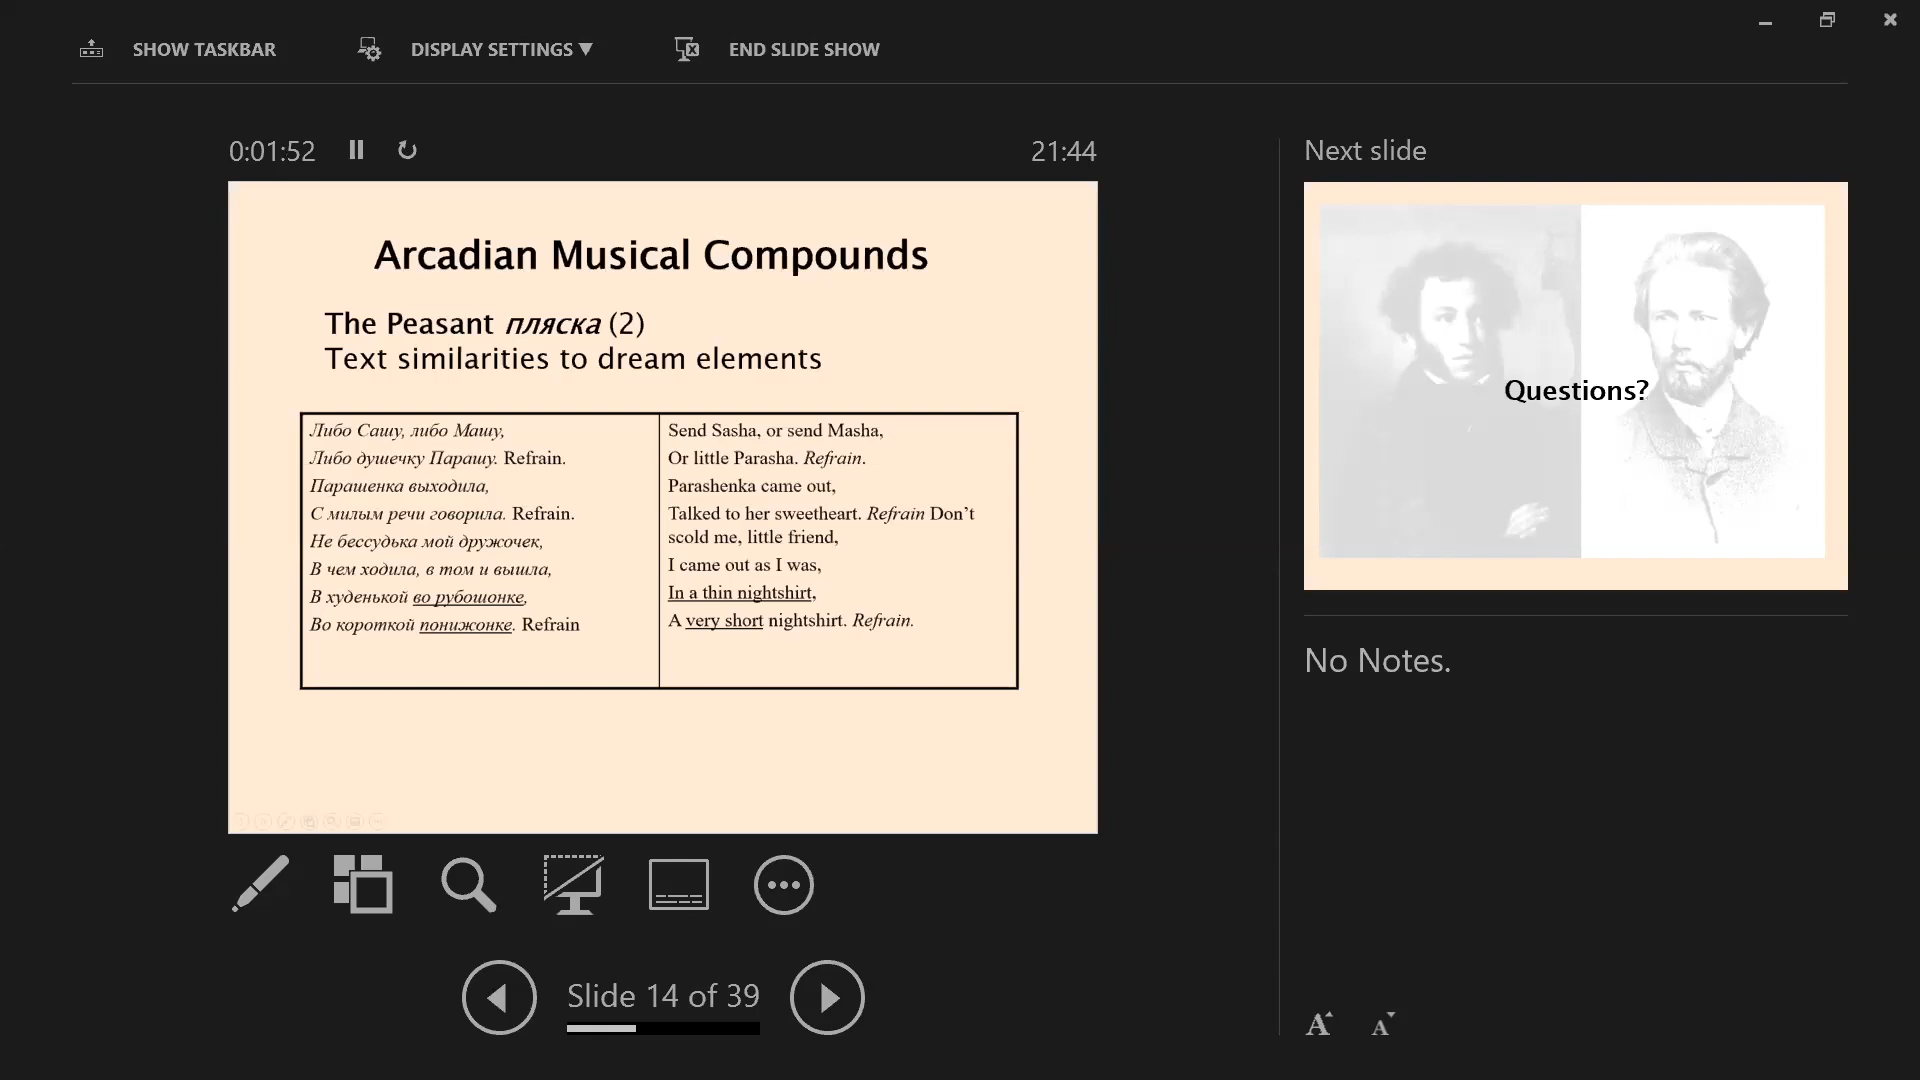 SHOW TASKBAR
DISPLAY SETTINGS ▼
END SLIDE SHOW
0:01:52
21:44
Next slide
Arcadian Musical Compounds
The Peasant пляска (2)
Text similarities to dream elements
Либо Сашу, либо Машу,
Либо душечку Парашу. Refrain.
Парашенка выходила,
С милым речи говорила. Refrain.
Не бессудька мой дружочек,
В чем ходила, в том и вышла,
В худенькой во рубошонке,
Во короткой понижонке. Refrain
Send Sasha, or send Masha,
Or little Parasha. Refrain.
Parashenka came out,
Talked to her sweetheart. Refrain Don't
scold me, little friend,
I came out as I was,
In a thin nightshirt,
A very short nightshirt. Refrain.
Questions?
No Notes.
Slide 14 of 39
A
A